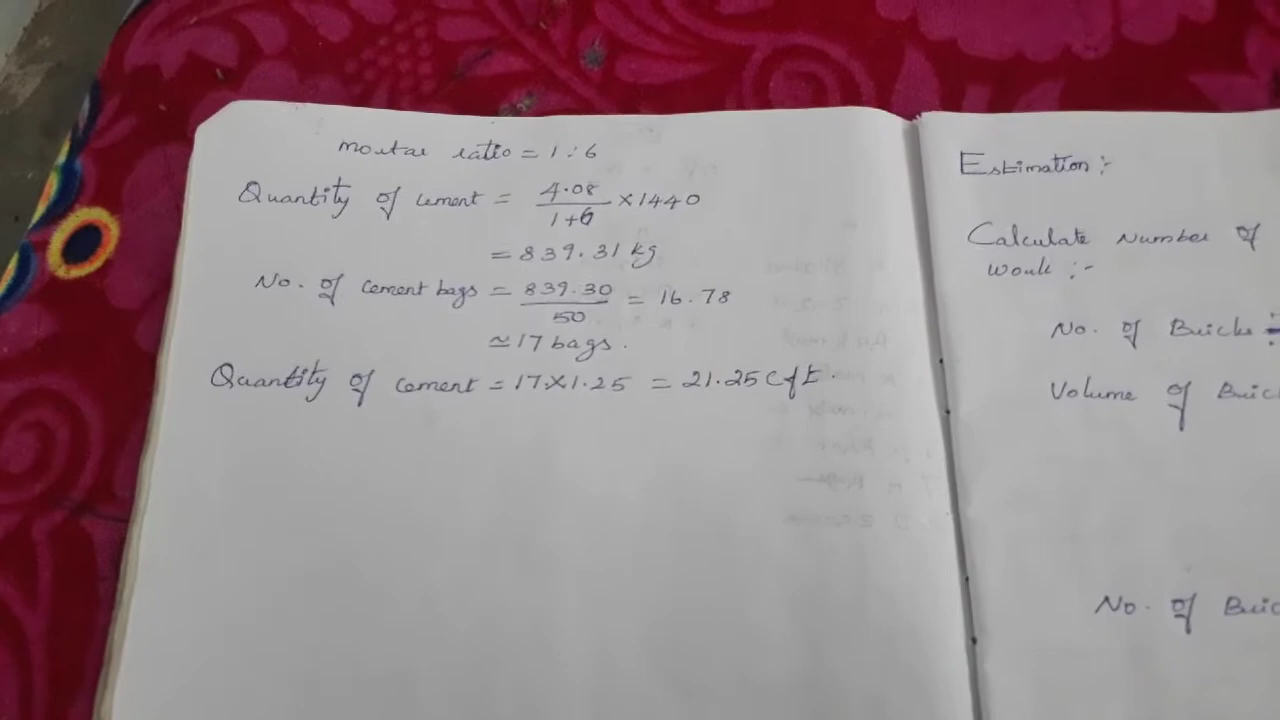 mortar ratio = 1:6
Quantity of cement = 4.08 / 1+6 × 1440
= 839.31 kg
No. of cement bags = 839.30 / 50 = 16.78
≃ 17 bags.
Quantity of cement = 17 × 1.25 = 21.25 cft.
Estimation :-
Calculate Number of
work :-
No. of Bricks
Volume of Bric
No. of Bric